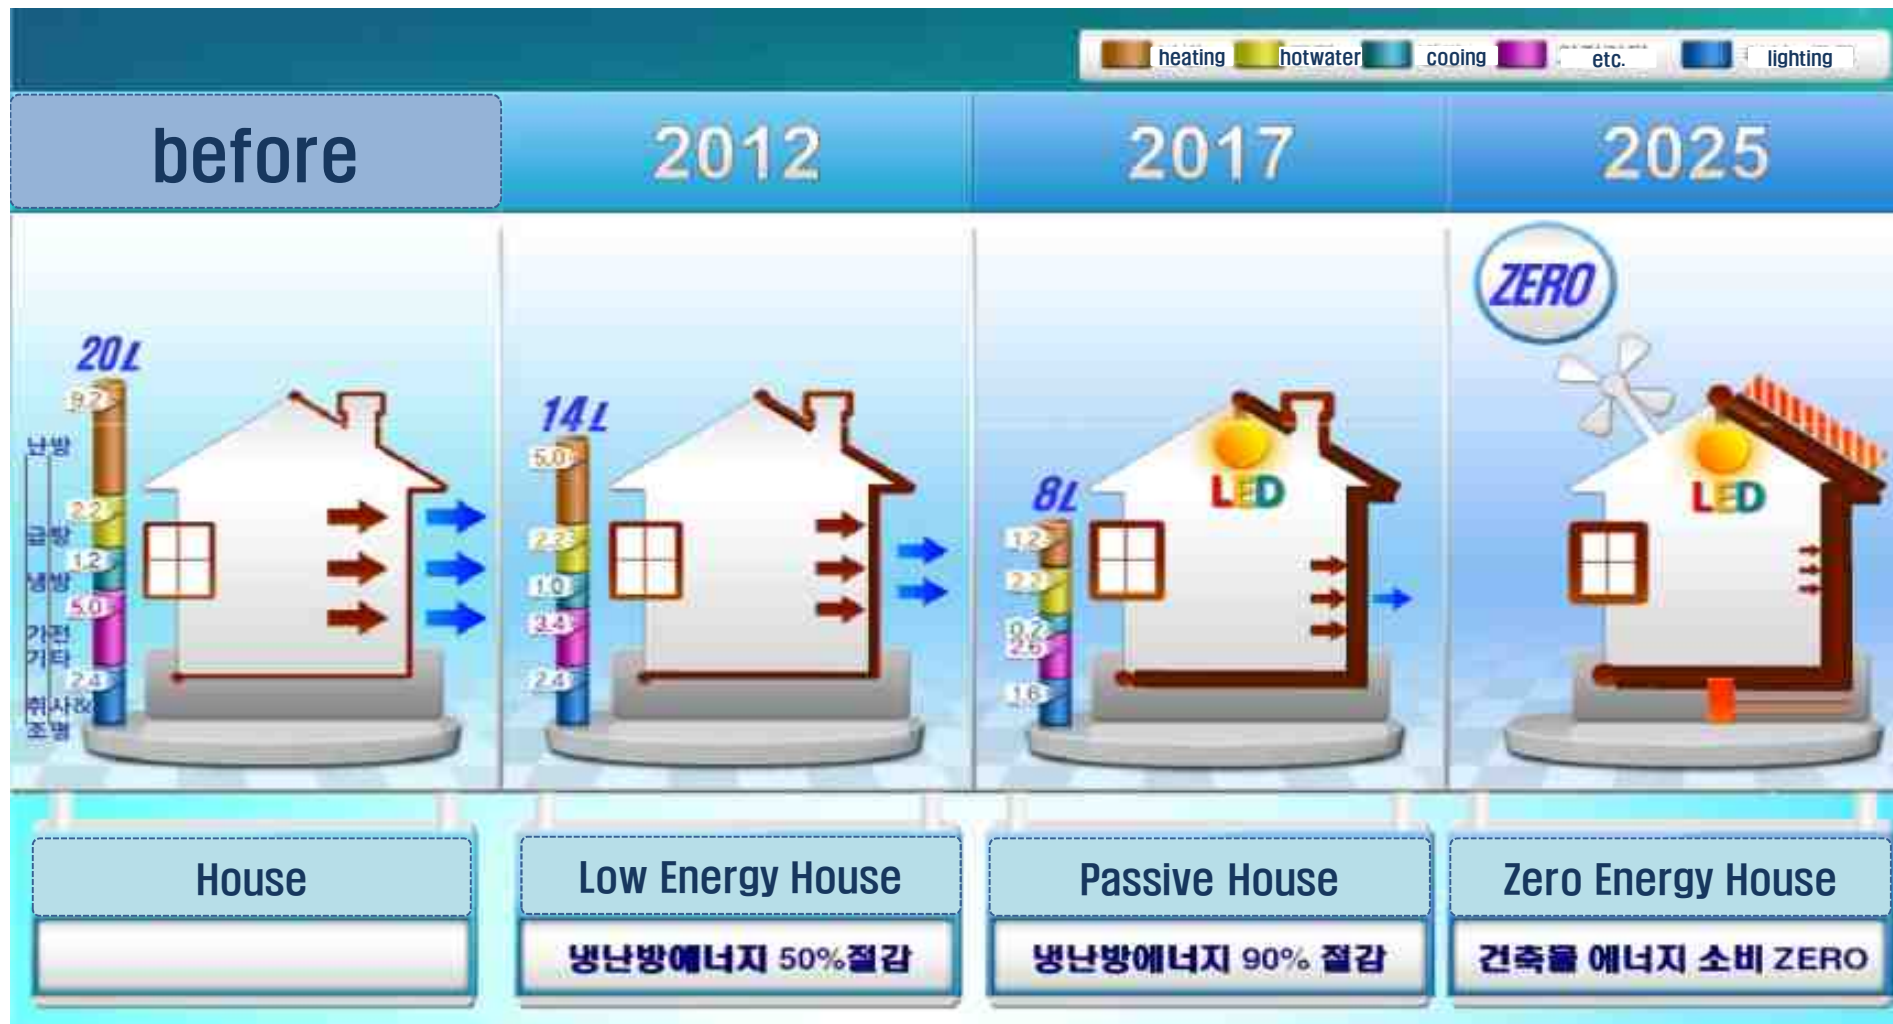 heating hotwater cooing etc. lighting
before 2012 2017 2025
ZERO
20L
9.2
난방
2.2
급탕
1.2
냉방
5.0
가전
기타
2.4
취사&
조명
14L
5.0
2.2
1.0
3.4
2.4
8L
1.2
2.2
0.2
2.6
1.6
LED
LED
House Low Energy House Passive House Zero Energy House
냉난방에너지 50%절감
냉난방에너지 90% 절감
건축물 에너지 소비 ZERO